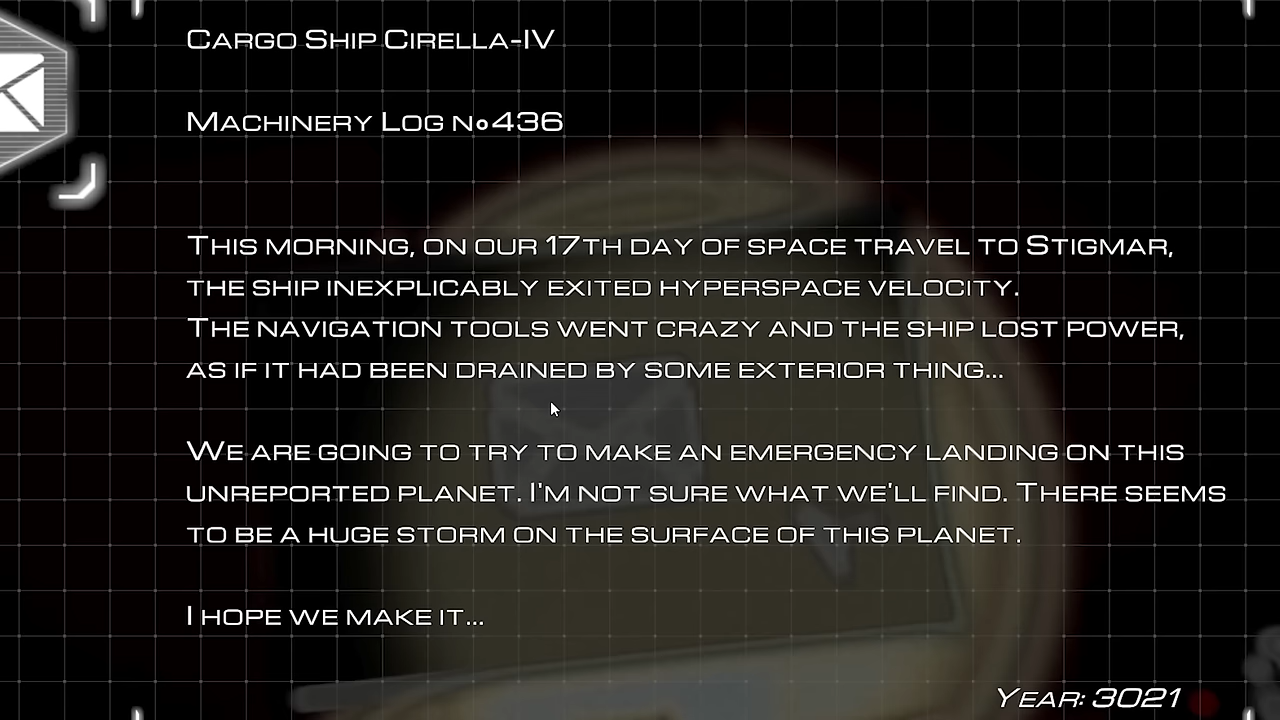 Cargo Ship Cirella-IV
Machinery Log Nº436
This morning, on our 17th day of space travel to Stigmar,
the ship inexplicably exited hyperspace velocity.
The navigation tools went crazy and the ship lost power,
as if it had been drained by some exterior thing...
We are going to try to make an emergency landing on this
unreported planet. I'm not sure what we'll find. There seems
to be a huge storm on the surface of this planet.
I hope we make it...
Year: 3021